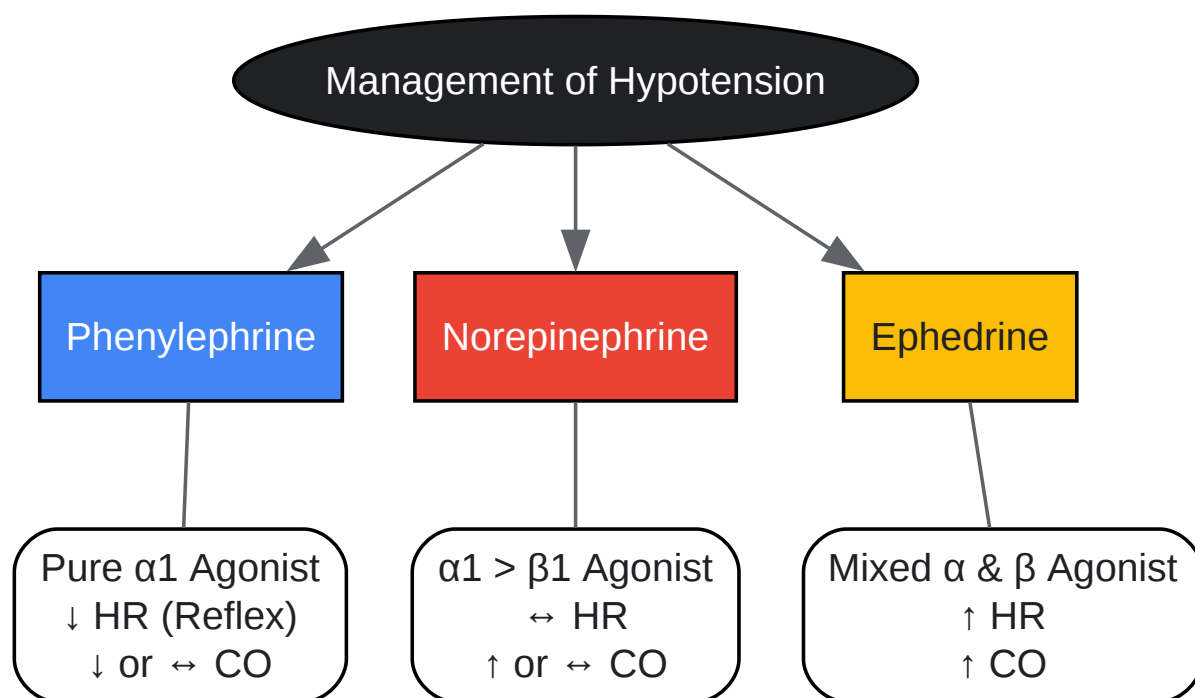 Management of Hypotension
Phenylephrine
Norepinephrine
Ephedrine
Pure α1 Agonist
↓ HR (Reflex)
↓ or ↔ CO
α1 > β1 Agonist
↔ HR
↑ or ↔ CO
Mixed α & β Agonist
↑ HR
↑ CO